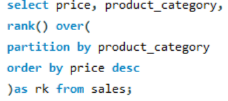 select price, product_category,
rank() over(
partition by product_category
order by price desc
)as rk from sales;